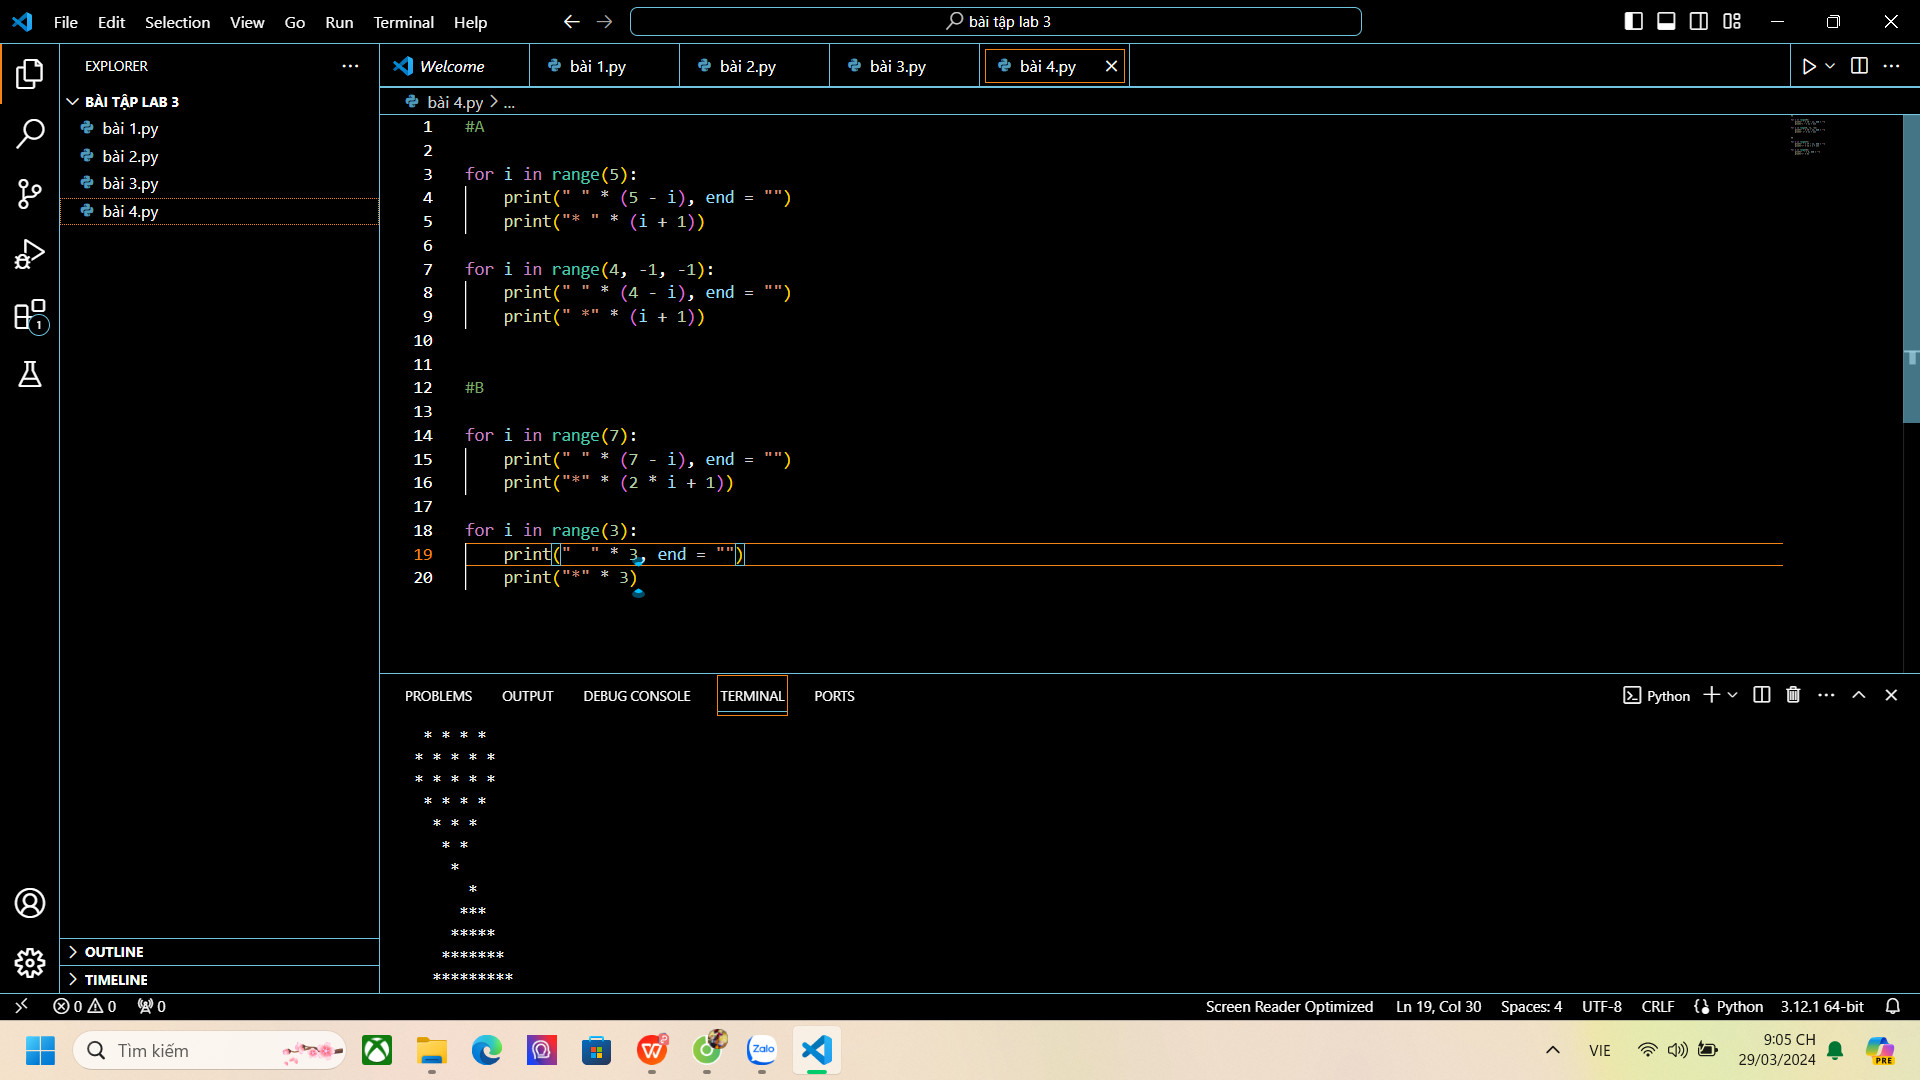 File Edit Selection View Go Run Terminal Help
bài tập lab 3
EXPLORER
BÀI TẬP LAB 3
bài 1.py
bài 2.py
bài 3.py
bài 4.py
OUTLINE
TIMELINE
Welcome bài 1.py bài 2.py bài 3.py bài 4.py
bài 4.py > ...
1 #A
2
3 for i in range(5):
4     print(" " * (5 - i), end = "")
5     print("* " * (i + 1))
6
7 for i in range(4, -1, -1):
8     print(" " * (4 - i), end = "")
9     print(" *" * (i + 1))
10
11
12 #B
13
14 for i in range(7):
15     print(" " * (7 - i), end = "")
16     print("*" * (2 * i + 1))
17
18 for i in range(3):
19     print("  " * 3, end = "")
20     print("*" * 3)
PROBLEMS OUTPUT DEBUG CONSOLE TERMINAL PORTS
Python
  * * * *
 * * * * *
 * * * * *
  * * * *
   * * *
    * *
     *
       *
      ***
     *****
    *******
   *********
1
0 0 0
Screen Reader Optimized Ln 19, Col 30 Spaces: 4 UTF-8 CRLF Python 3.12.1 64-bit
Tìm kiếm
Zalo
VIE
9:05 CH
29/03/2024
PRE